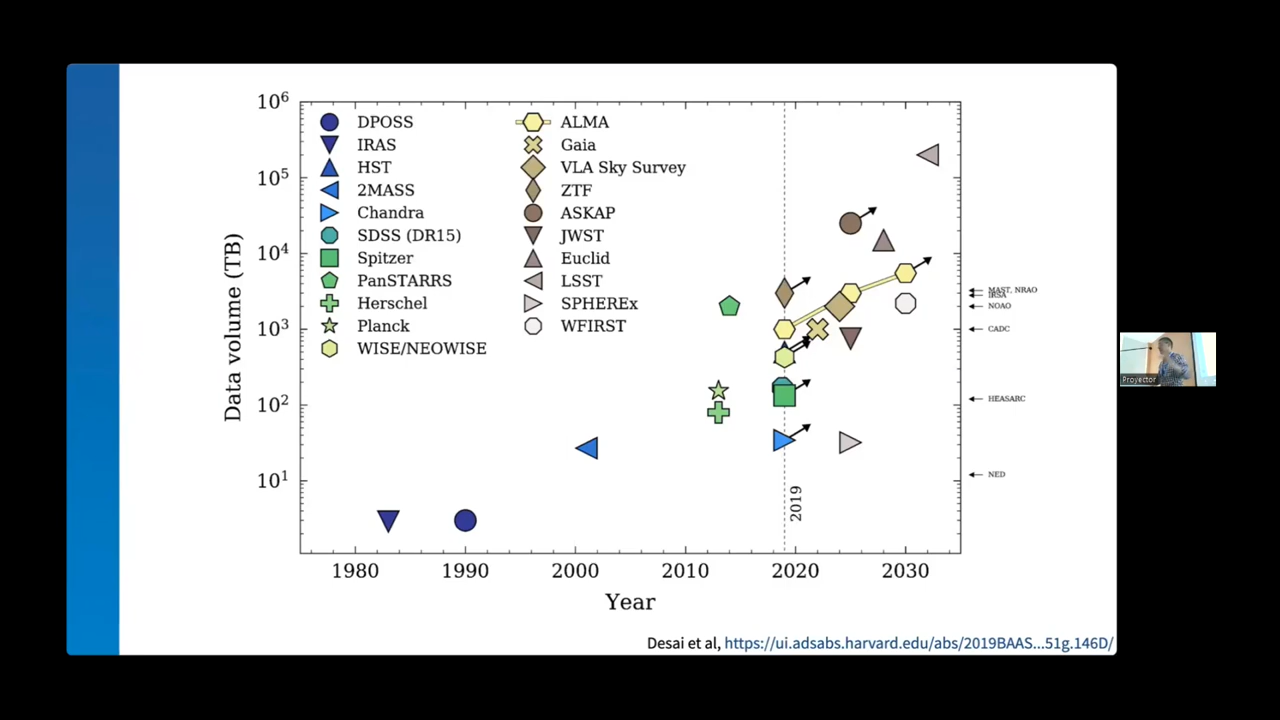 10^6
10^5
10^4
10^3
10^2
10^1
Data volume (TB)
DPOSS
IRAS
HST
2MASS
Chandra
SDSS (DR15)
Spitzer
PanSTARRS
Herschel
Planck
WISE/NEOWISE
ALMA
Gaia
VLA Sky Survey
ZTF
ASKAP
JWST
Euclid
LSST
SPHEREx
WFIRST
2019
MAST, NRAO
IRSA
NOAO
CADC
HEASARC
NED
1980 1990 2000 2010 2020 2030
Year
Desai et al, https://ui.adsabs.harvard.edu/abs/2019BAAS...51g.146D/
Proyector